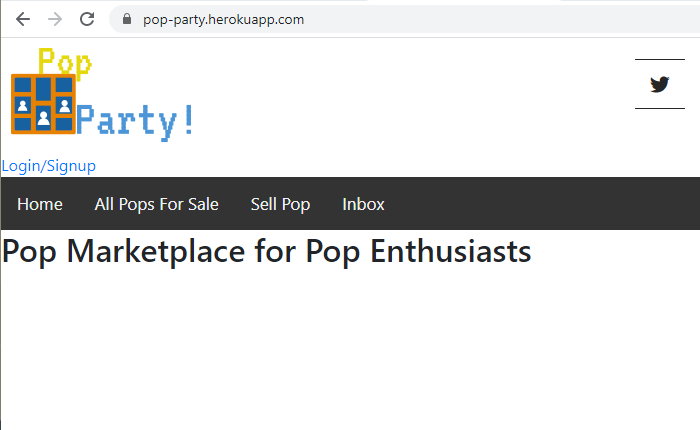 pop-party.herokuapp.com
Pop
Party!
Login/Signup
Home All Pops For Sale Sell Pop Inbox
Pop Marketplace for Pop Enthusiasts